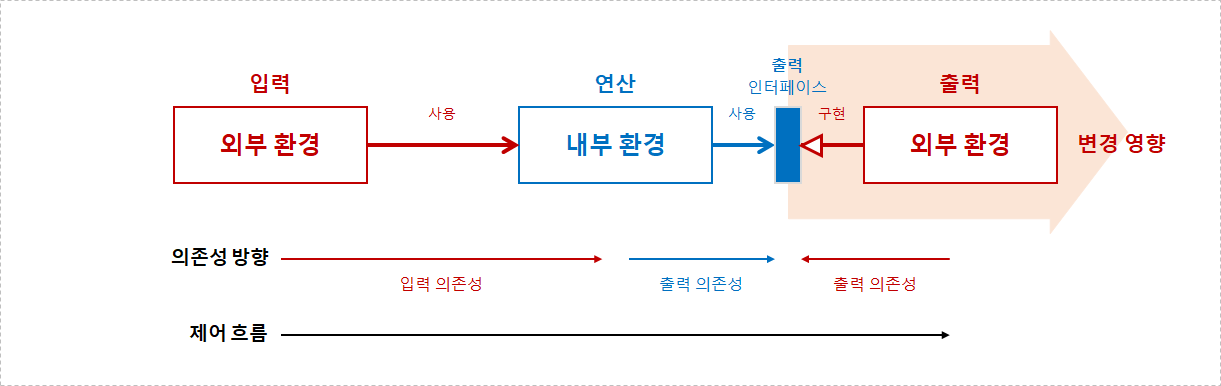 입력
연산
출력
인터페이스
출력
사용
사용
구현
외부 환경
내부 환경
외부 환경
변경 영향
의존성 방향
입력 의존성
출력 의존성
출력 의존성
제어 흐름